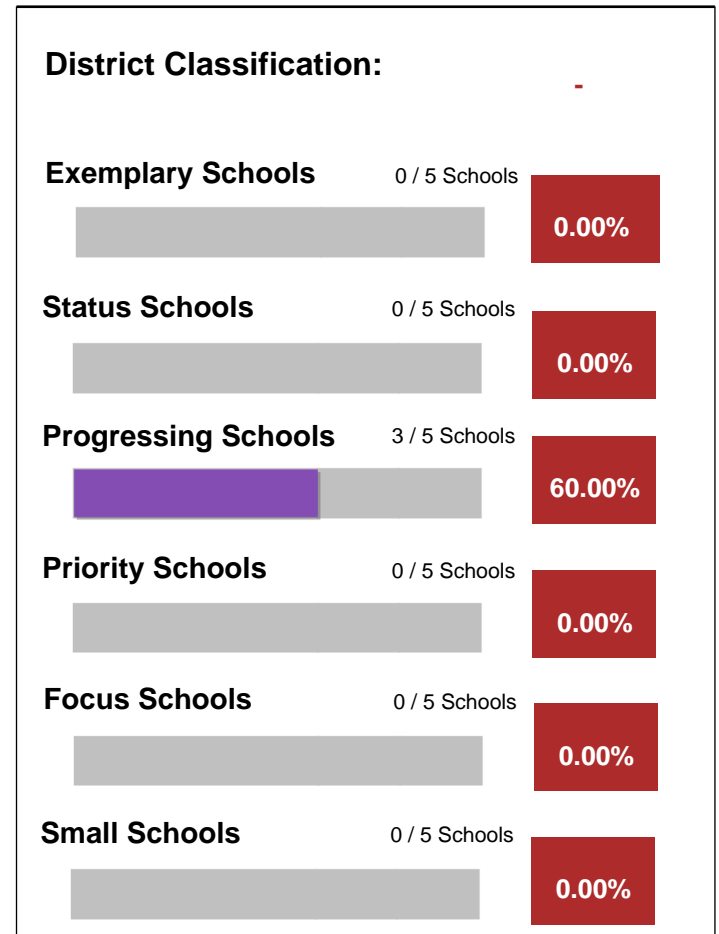 District Classification: -
Exemplary Schools 0 / 5 Schools
0.00%
Status Schools 0 / 5 Schools
0.00%
Progressing Schools 3 / 5 Schools
60.00%
Priority Schools 0 / 5 Schools
0.00%
Focus Schools 0 / 5 Schools
0.00%
Small Schools 0 / 5 Schools
0.00%